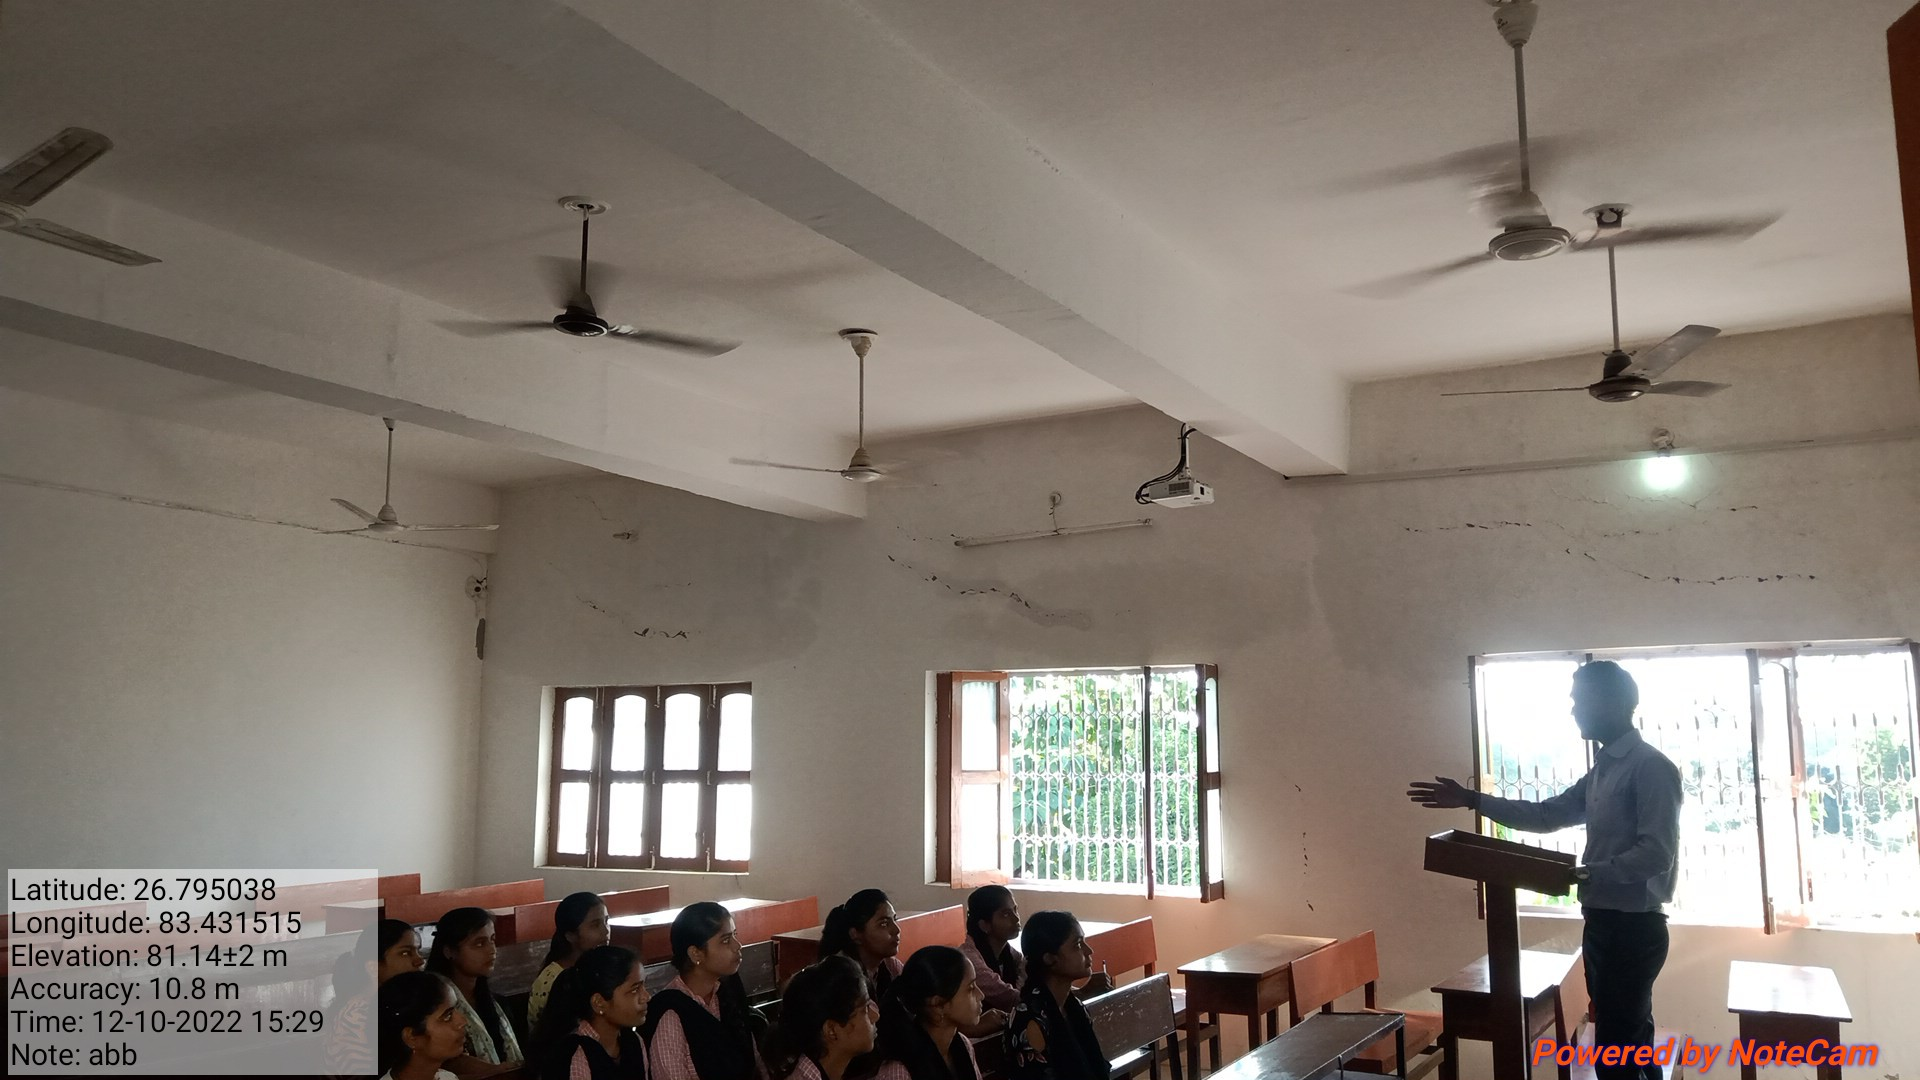 Latitude: 26.795038
Longitude: 83.431515
Elevation: 81.14±2 m
Accuracy: 10.8 m
Time: 12-10-2022 15:29
Note: abb
Powered by NoteCam